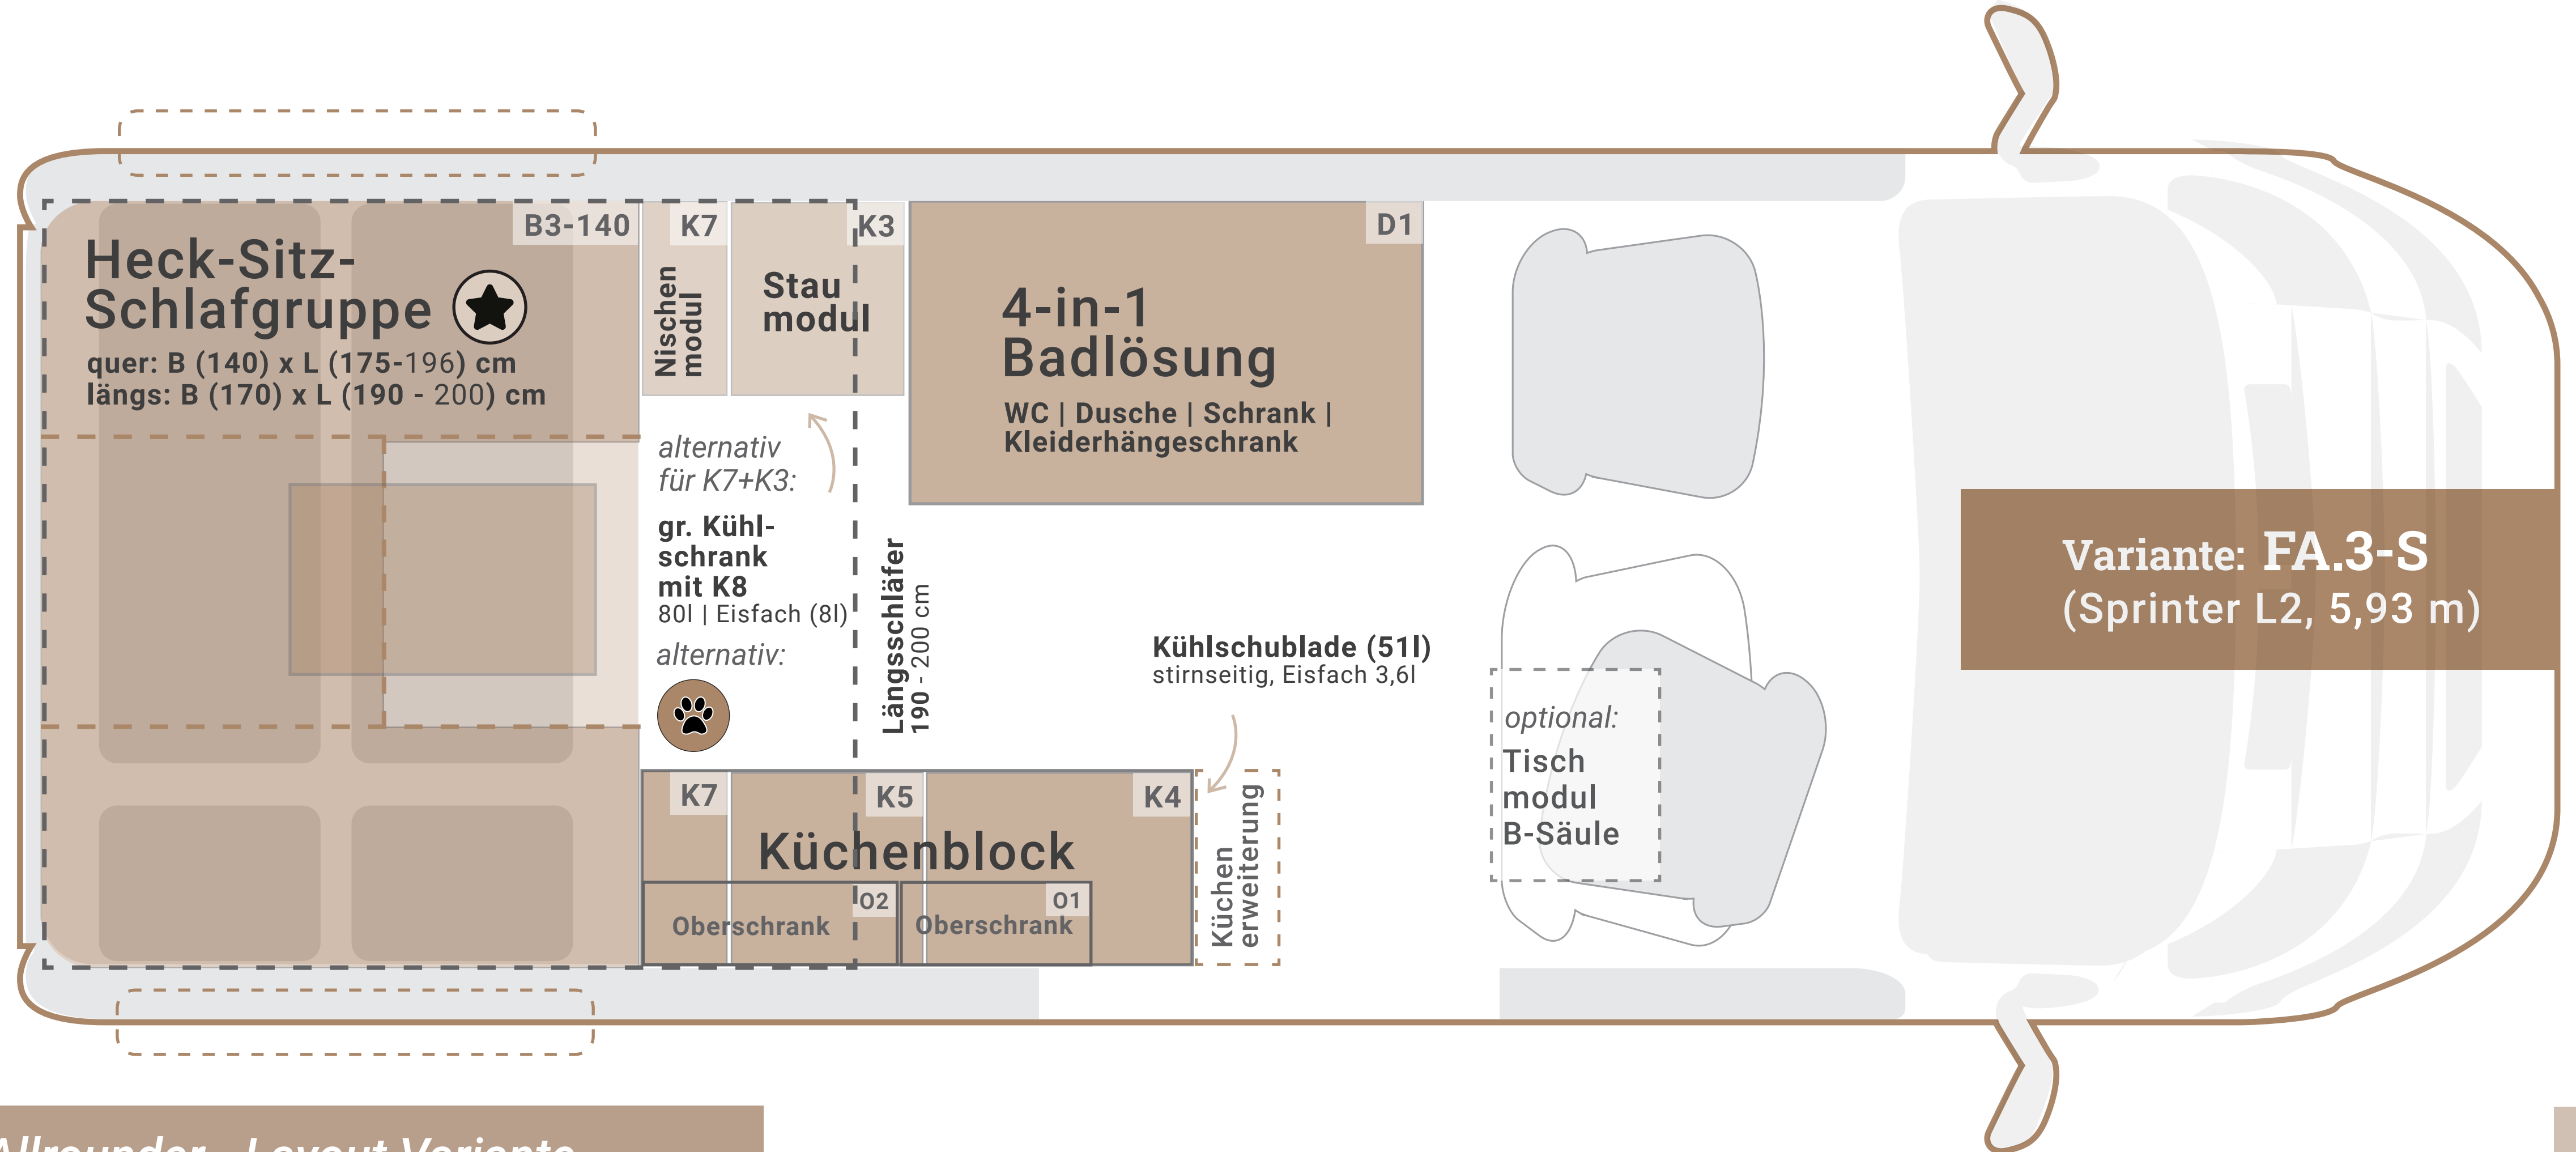 B3-140
Heck-Sitz-
Schlafgruppe
quer: B (140) x L (175-196) cm
längs: B (170) x L (190 - 200) cm
K7
Nischen
modul
K3
Stau
modul
D1
4-in-1
Badlösung
WC | Dusche | Schrank |
Kleiderhängeschrank
alternativ
für K7+K3:
gr. Kühl-
schrank
mit K8
80l | Eisfach (8l)
alternativ:
Längsschläfer
190 - 200 cm
Kühlschublade (51l)
stirnseitig, Eisfach 3,6l
optional:
Tisch
modul
B-Säule
Variante: FA.3-S
(Sprinter L2, 5,93 m)
K7
K5
K4
Küchenblock
O2
Oberschrank
O1
Oberschrank
Küchen
erweiterung
Allrounder - Layout Variante